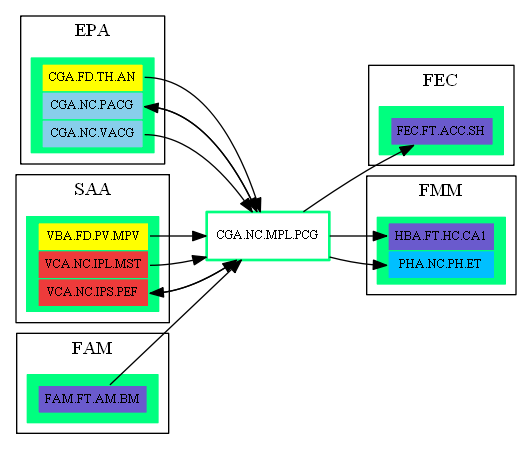 EPA
CGA.FD.TH.AN
CGA.NC.PACG
CGA.NC.VACG
SAA
VBA.FD.PV.MPV
VCA.NC.IPL.MST
VCA.NC.IPS.PEF
FAM
FAM.FT.AM.BM
CGA.NC.MPL.PCG
FEC
FEC.FT.ACC.SH
FMM
HBA.FT.HC.CA1
PHA.NC.PH.ET